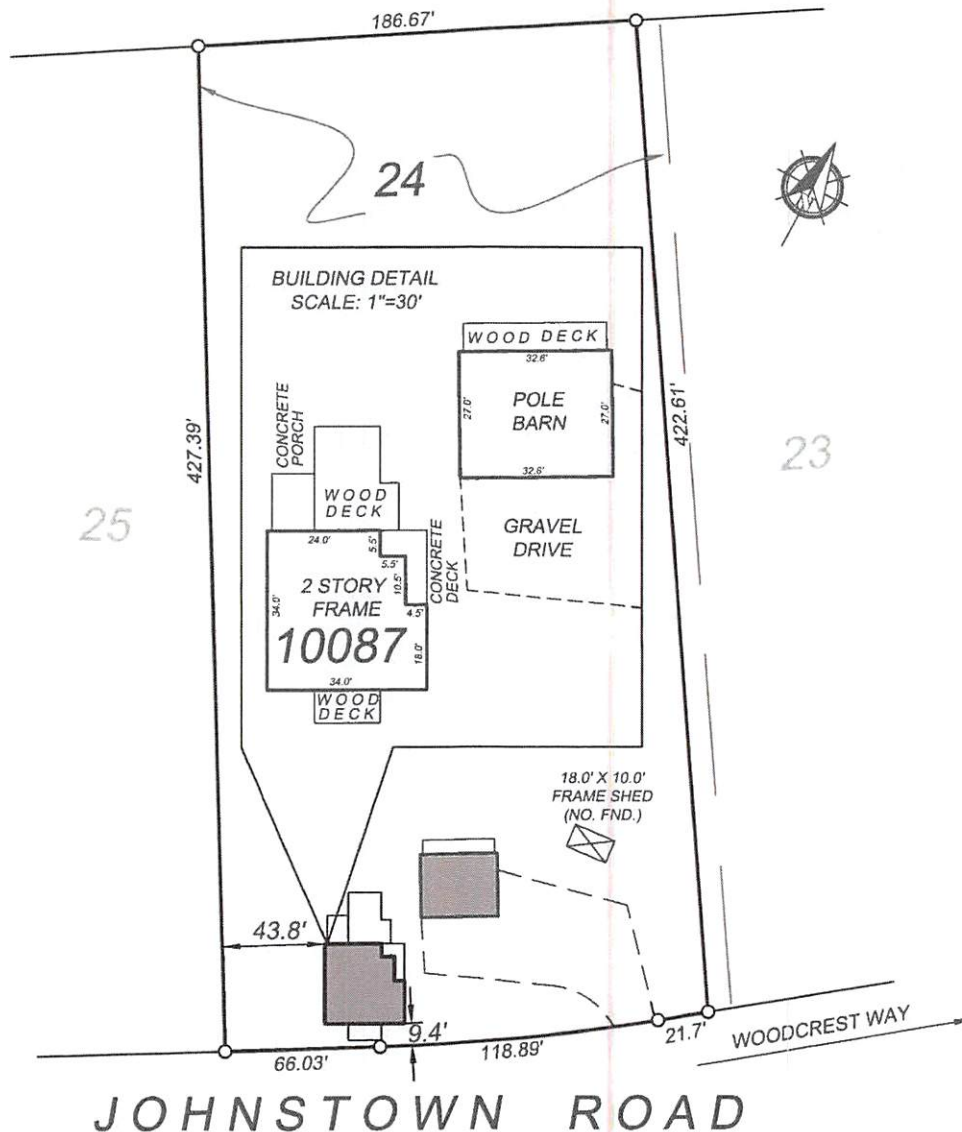 186.67'
24
BUILDING DETAIL
SCALE: 1"=30'
WOOD DECK
32.6'
27.0'
POLE
BARN
27.0'
32.6'
427.39'
422.61'
25
23
CONCRETE
PORCH
WOOD
DECK
CONCRETE
DECK
GRAVEL
DRIVE
24.0'
5.5'
5.5'
10.5'
4.5'
34.0'
2 STORY
FRAME
10087
18.0'
34.0'
WOOD
DECK
18.0' X 10.0'
FRAME SHED
(NO. FND.)
43.8'
9.4'
66.03'
118.89'
21.7'
WOODCREST WAY
JOHNSTOWN ROAD